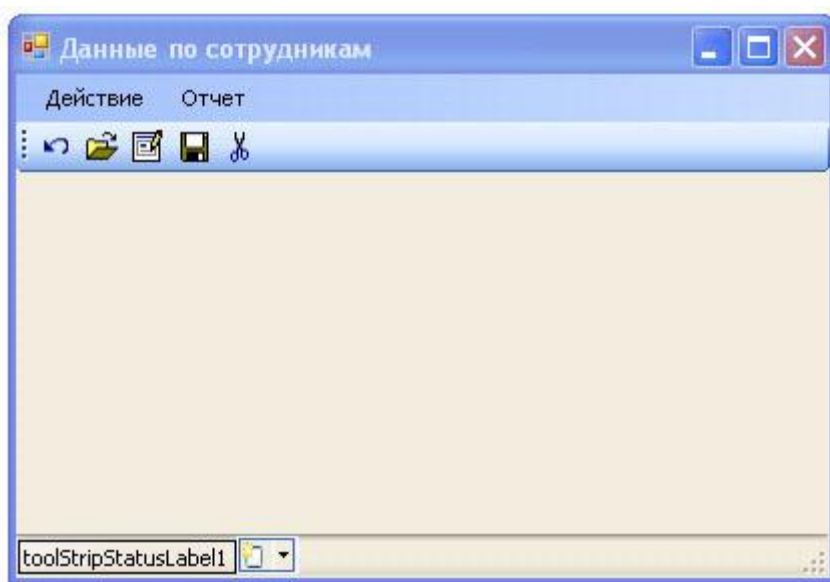 Данные по сотрудникам
Действие Отчет
toolStripStatusLabel1